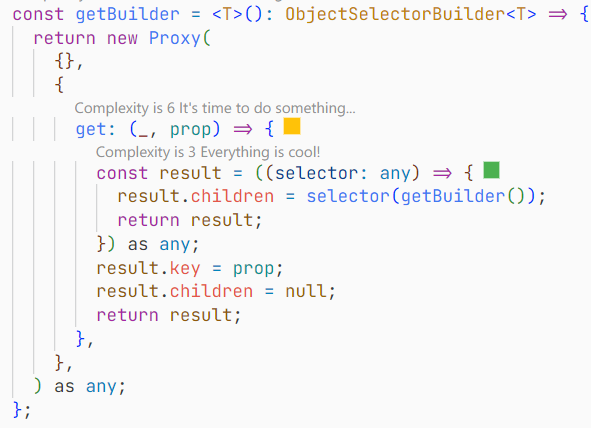 const getBuilder = <T>(): ObjectSelectorBuilder<T> => {
  return new Proxy(
    {},
    {
      Complexity is 6 It's time to do something...
      get: (_, prop) => {
        Complexity is 3 Everything is cool!
        const result = ((selector: any) => {
          result.children = selector(getBuilder());
          return result;
        }) as any;
        result.key = prop;
        result.children = null;
        return result;
      },
    },
  ) as any;
};